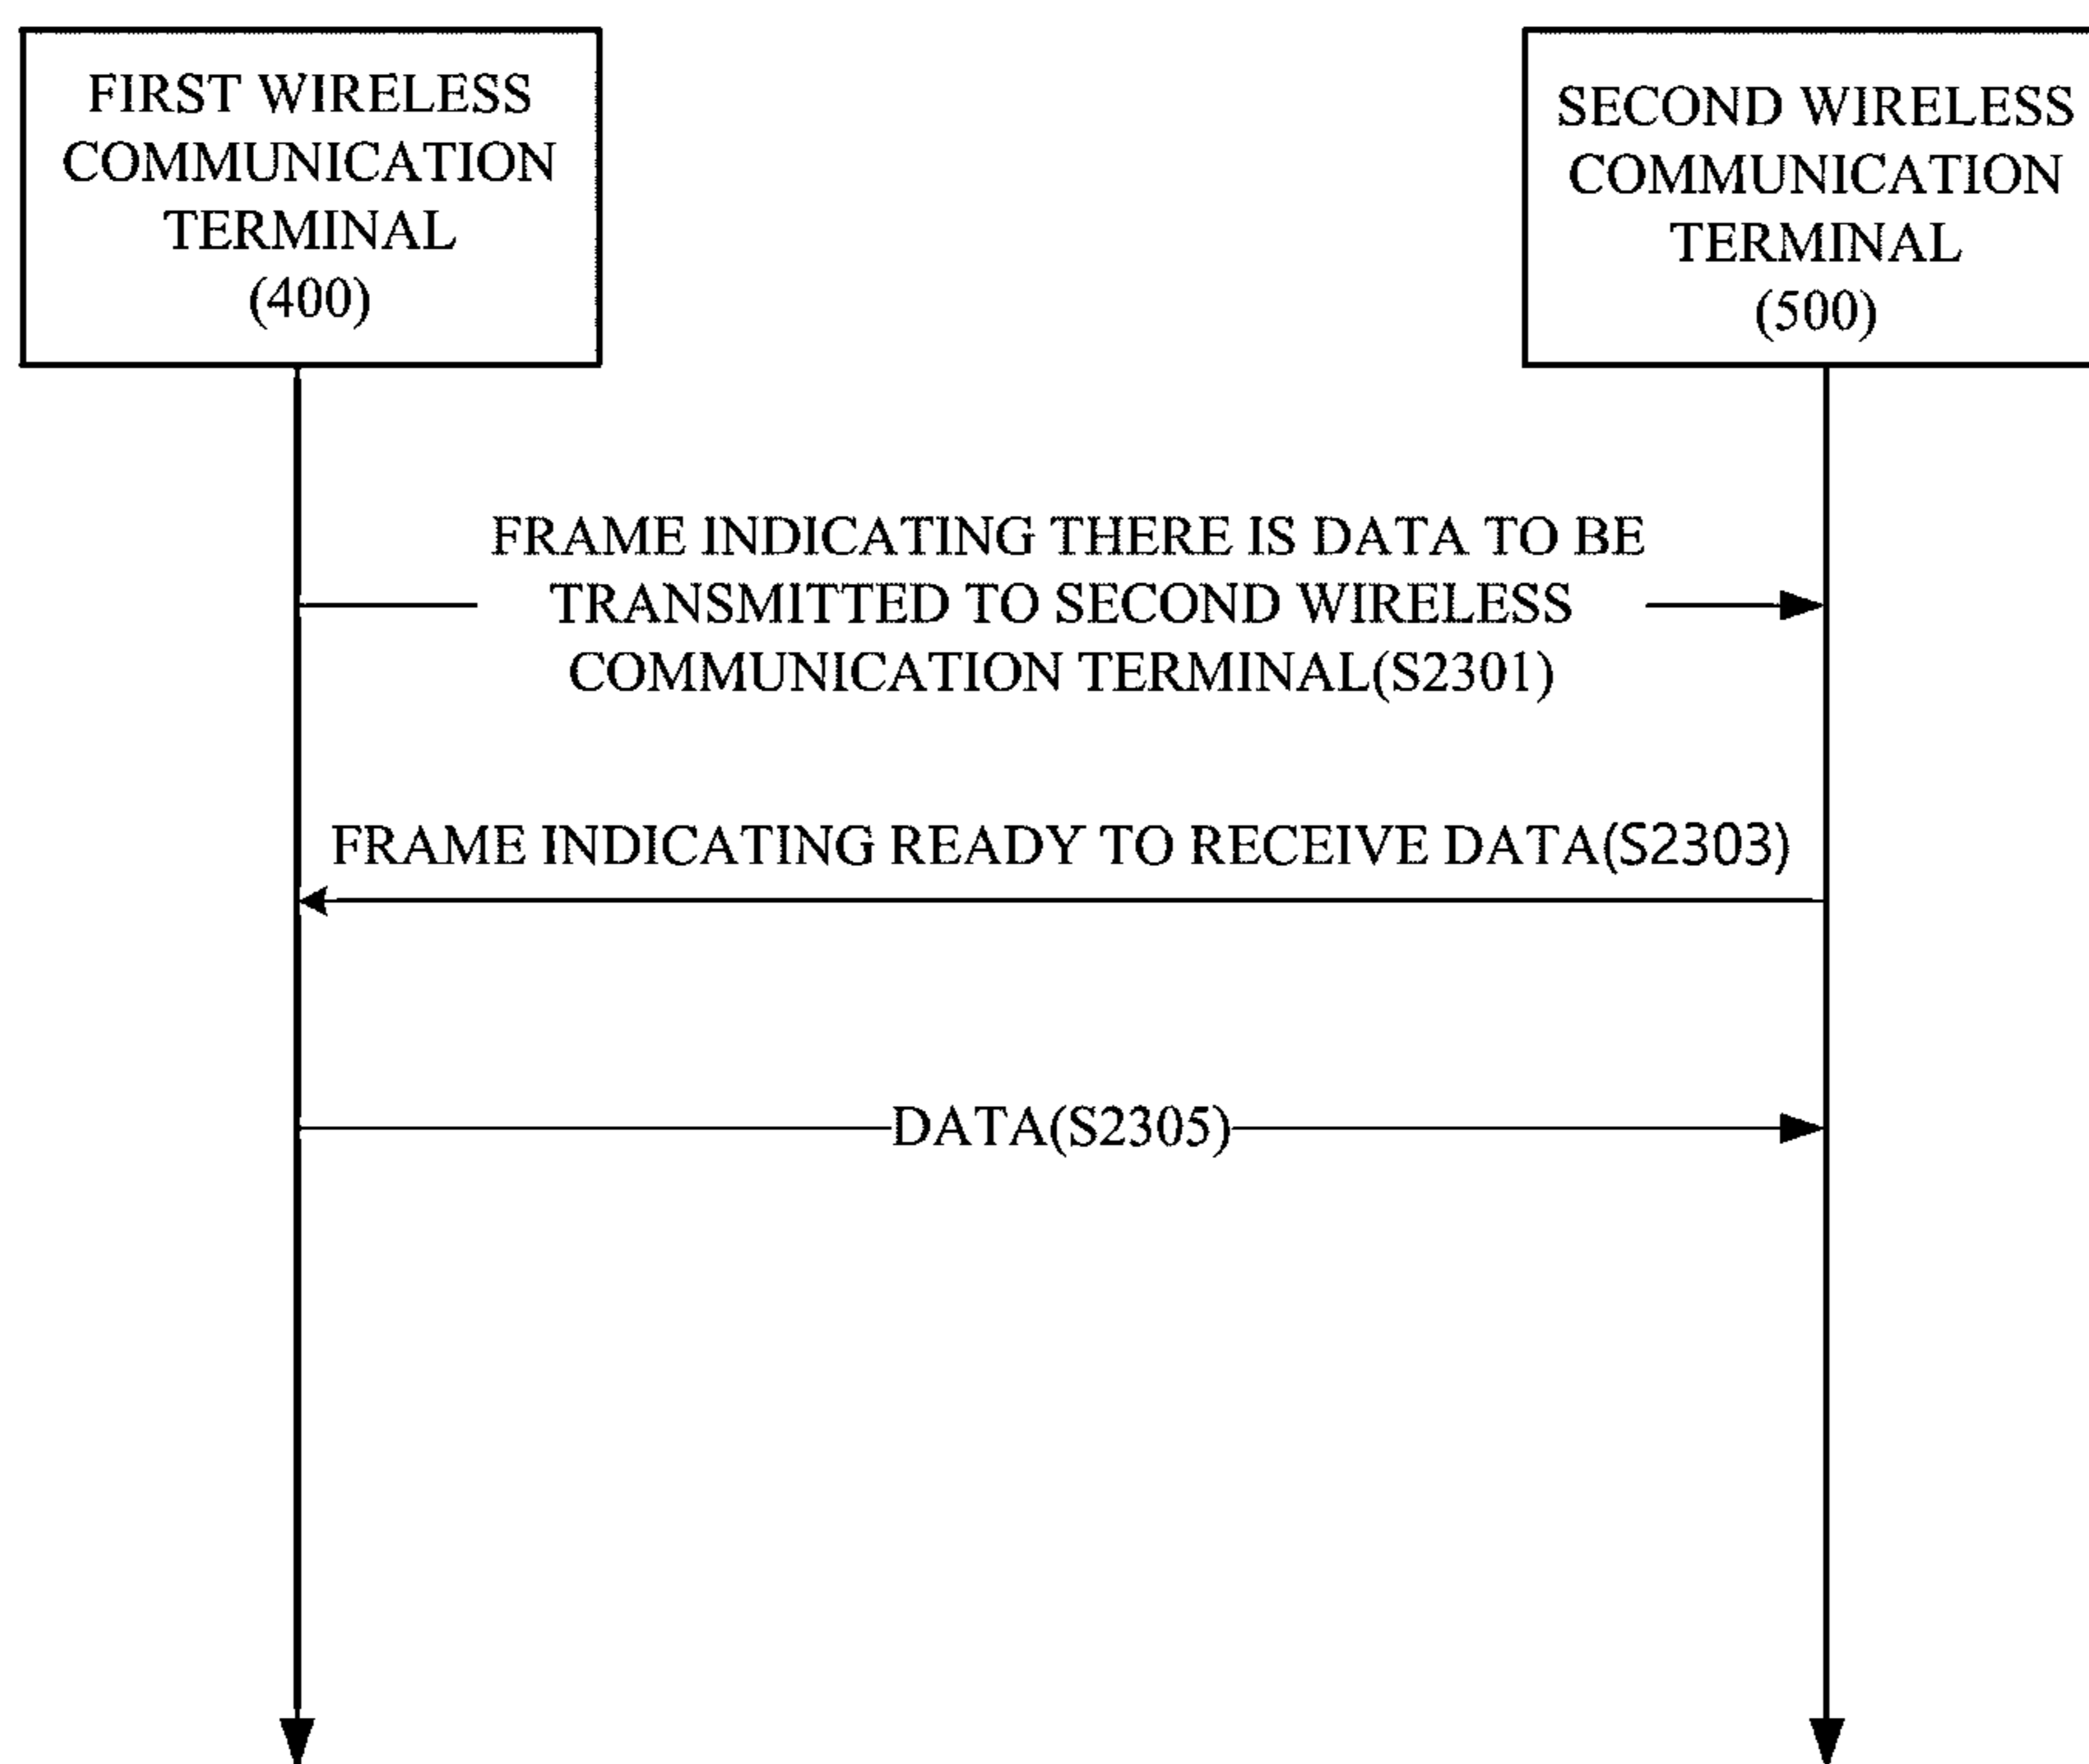 FIRST WIRELESS
COMMUNICATION
TERMINAL
(400)
SECOND WIRELESS
COMMUNICATION
TERMINAL
(500)
FRAME INDICATING THERE IS DATA TO BE
TRANSMITTED TO SECOND WIRELESS
COMMUNICATION TERMINAL(S2301)
FRAME INDICATING READY TO RECEIVE DATA(S2303)
DATA(S2305)